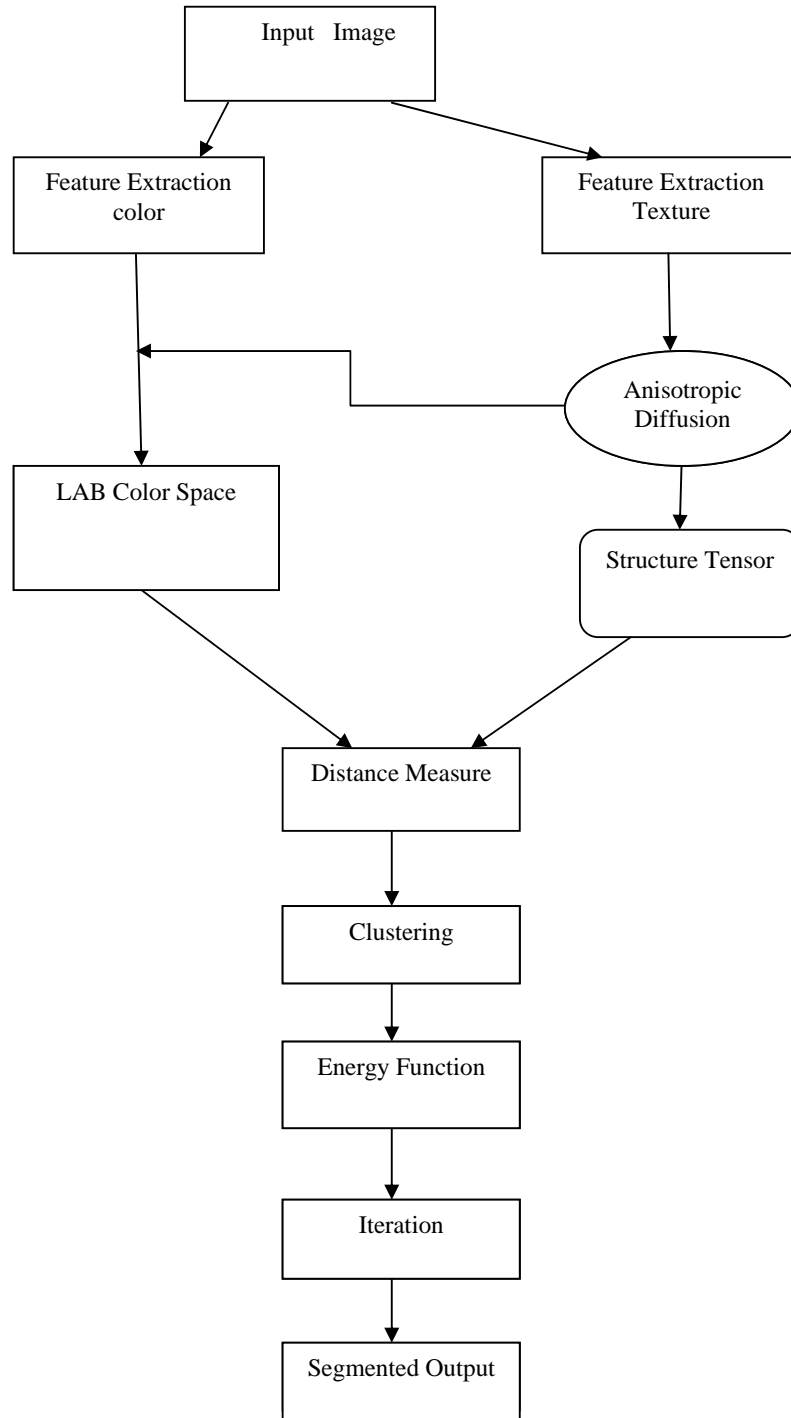 Input Image
Feature Extraction
color
Feature Extraction
Texture
Anisotropic
Diffusion
LAB Color Space
Structure Tensor
Distance Measure
Clustering
Energy Function
Iteration
Segmented Output